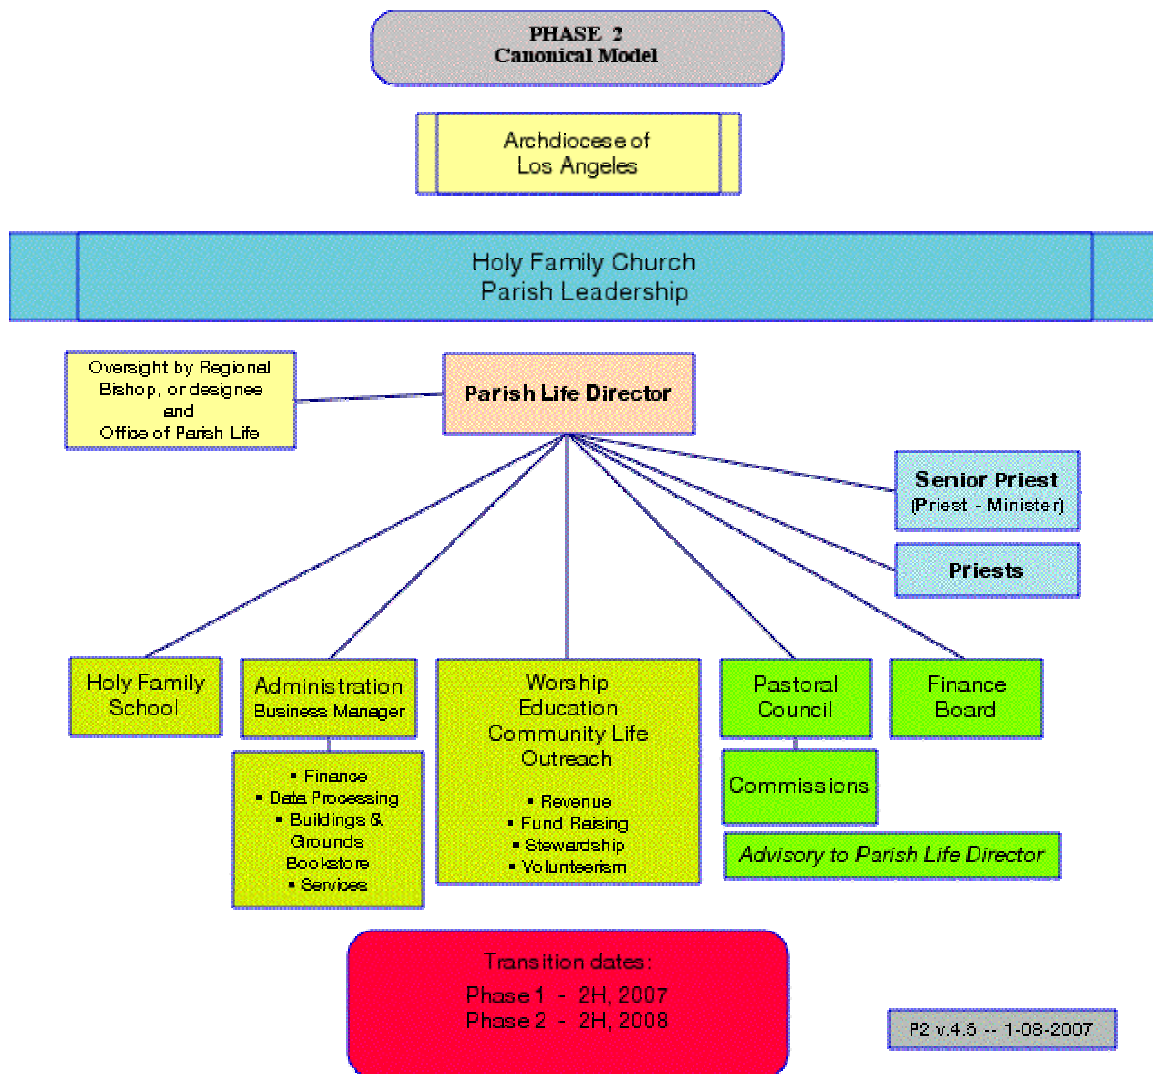 PHASE 2
Canonical Model
Archdiocese of
Los Angeles
Holy Family Church
Parish Leadership
Oversight by Regional
Bishop, or designee
and
Office of Parish Life
Parish Life Director
Senior Priest
(Priest - Minister)
Priests
Holy Family
School
Administration
Business Manager
▪ Finance
▪ Data Processing
▪ Buildings &
Grounds
Bookstore
▪ Services
Worship
Education
Community Life
Outreach
▪ Revenue
▪ Fund Raising
▪ Stewardship
▪ Volunteerism
Pastoral
Council
Commissions
Finance
Board
Advisory to Parish Life Director
Transition dates:
Phase 1 - 2H, 2007
Phase 2 - 2H, 2008
P2 v.4.5 -- 1-08-2007